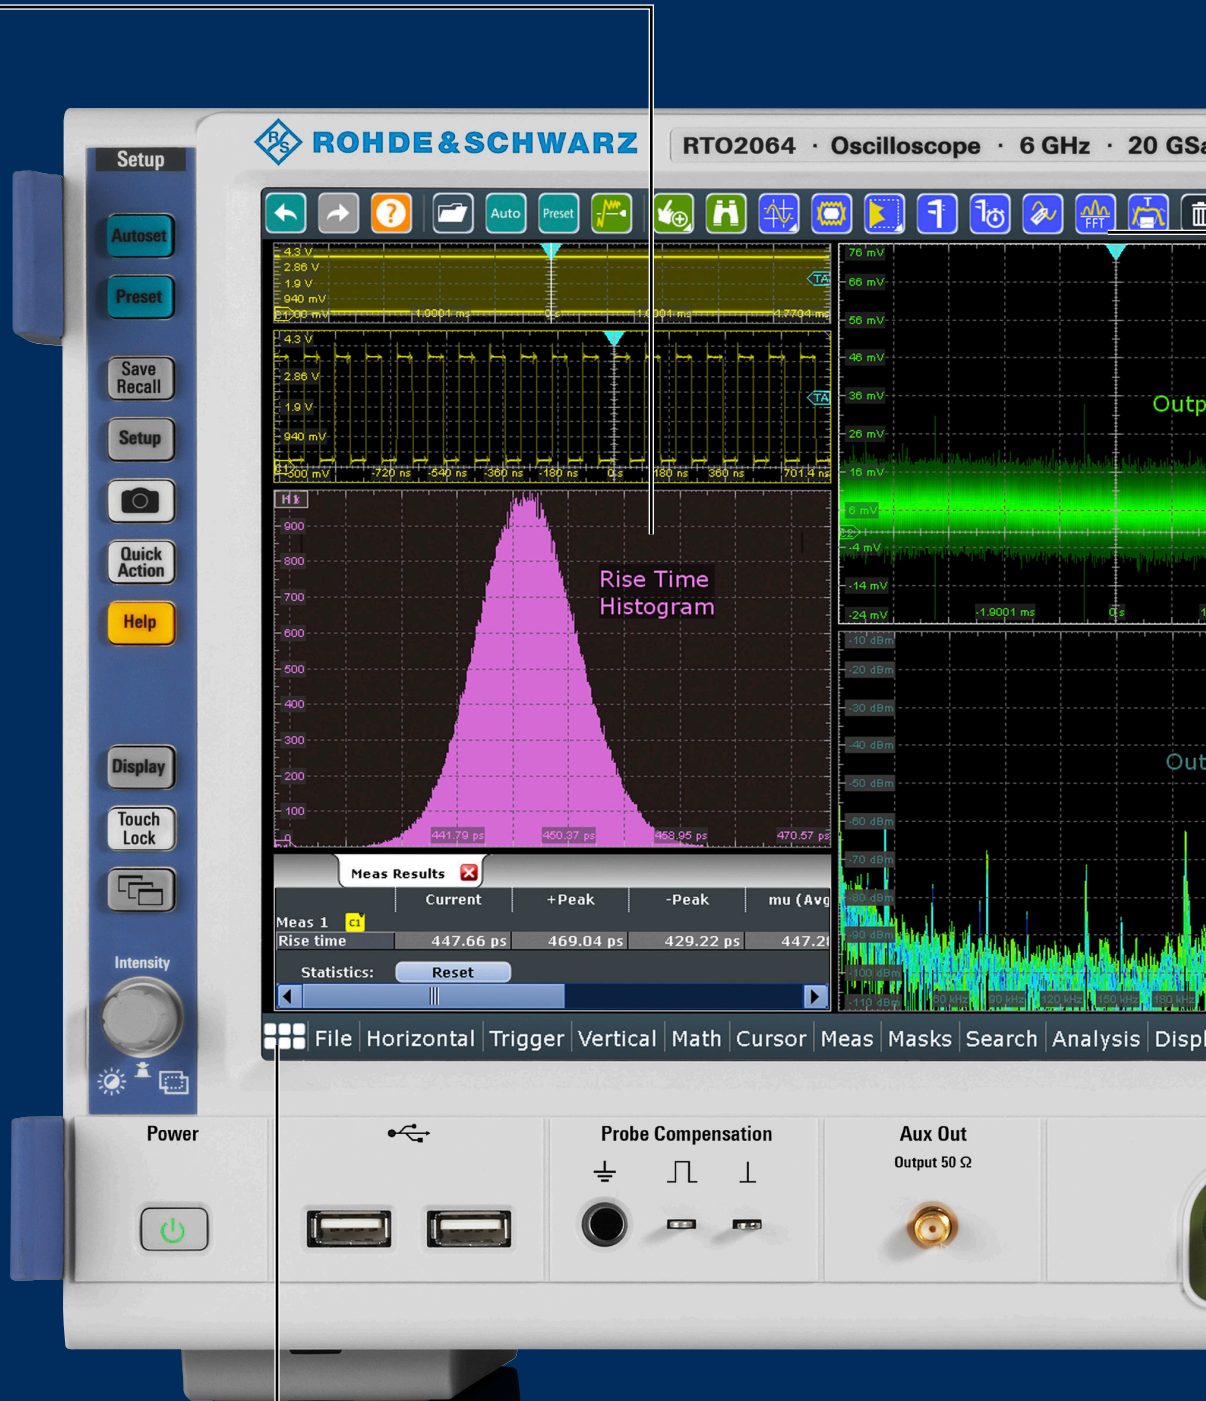 ROHDE&SCHWARZ
RTO2064 · Oscilloscope · 6 GHz · 20 GSa
Setup
Autoset
Preset
Save
Recall
Setup
Quick
Action
Help
Display
Touch
Lock
Intensity
Auto
Preset
FFT
4.3 V
2.86 V
1.9 V
940 mV
-1.0001 ms
0 s
1.0001 ms
4.7704 ms
TA
4.3 V
2.86 V
1.9 V
940 mV
-300 mV
-720 ns
-540 ns
-360 ns
-180 ns
0 s
180 ns
360 ns
701.4 ns
TA
900
800
700
600
500
400
300
200
100
0
Rise Time
Histogram
441.79 ps
450.37 ps
458.95 ps
470.57 ps
Meas Results
Current
+Peak
-Peak
mu (Avg
Meas 1
C1
Rise time
447.66 ps
469.04 ps
429.22 ps
447.2
Statistics:
Reset
76 mV
66 mV
56 mV
46 mV
36 mV
26 mV
16 mV
6 mV
-4 mV
-14 mV
-24 mV
Outp
-1.9001 ms
0 s
-10 dBm
-20 dBm
-30 dBm
-40 dBm
-50 dBm
-60 dBm
-70 dBm
-80 dBm
-90 dBm
-100 dBm
-110 dBm
Out
60 kHz
90 kHz
120 kHz
150 kHz
180 kHz
File
Horizontal
Trigger
Vertical
Math
Cursor
Meas
Masks
Search
Analysis
Displ
Power
Probe Compensation
Aux Out
Output 50 Ω